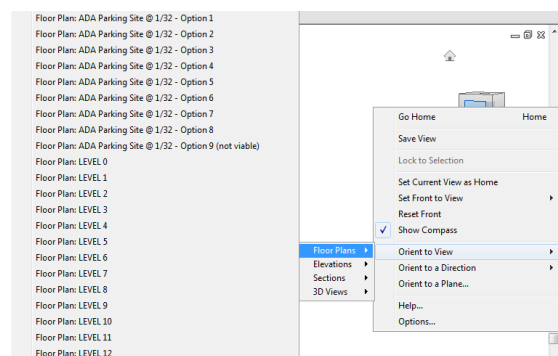 Floor Plan: ADA Parking Site @ 1/32 - Option 1
Floor Plan: ADA Parking Site @ 1/32 - Option 2
Floor Plan: ADA Parking Site @ 1/32 - Option 3
Floor Plan: ADA Parking Site @ 1/32 - Option 4
Floor Plan: ADA Parking Site @ 1/32 - Option 5
Floor Plan: ADA Parking Site @ 1/32 - Option 6
Floor Plan: ADA Parking Site @ 1/32 - Option 7
Floor Plan: ADA Parking Site @ 1/32 - Option 8
Floor Plan: ADA Parking Site @ 1/32 - Option 9 (not viable)
Floor Plan: LEVEL 0
Floor Plan: LEVEL 1
Floor Plan: LEVEL 2
Floor Plan: LEVEL 3
Floor Plan: LEVEL 4
Floor Plan: LEVEL 5
Floor Plan: LEVEL 6
Floor Plan: LEVEL 7
Floor Plan: LEVEL 8
Floor Plan: LEVEL 9
Floor Plan: LEVEL 10
Floor Plan: LEVEL 11
Floor Plan: LEVEL 12
Floor Plans
Elevations
Sections
3D Views
Go Home Home
Save View
Lock to Selection
Set Current View as Home
Set Front to View
Reset Front
Show Compass
Orient to View
Orient to a Direction
Orient to a Plane...
Help...
Options...